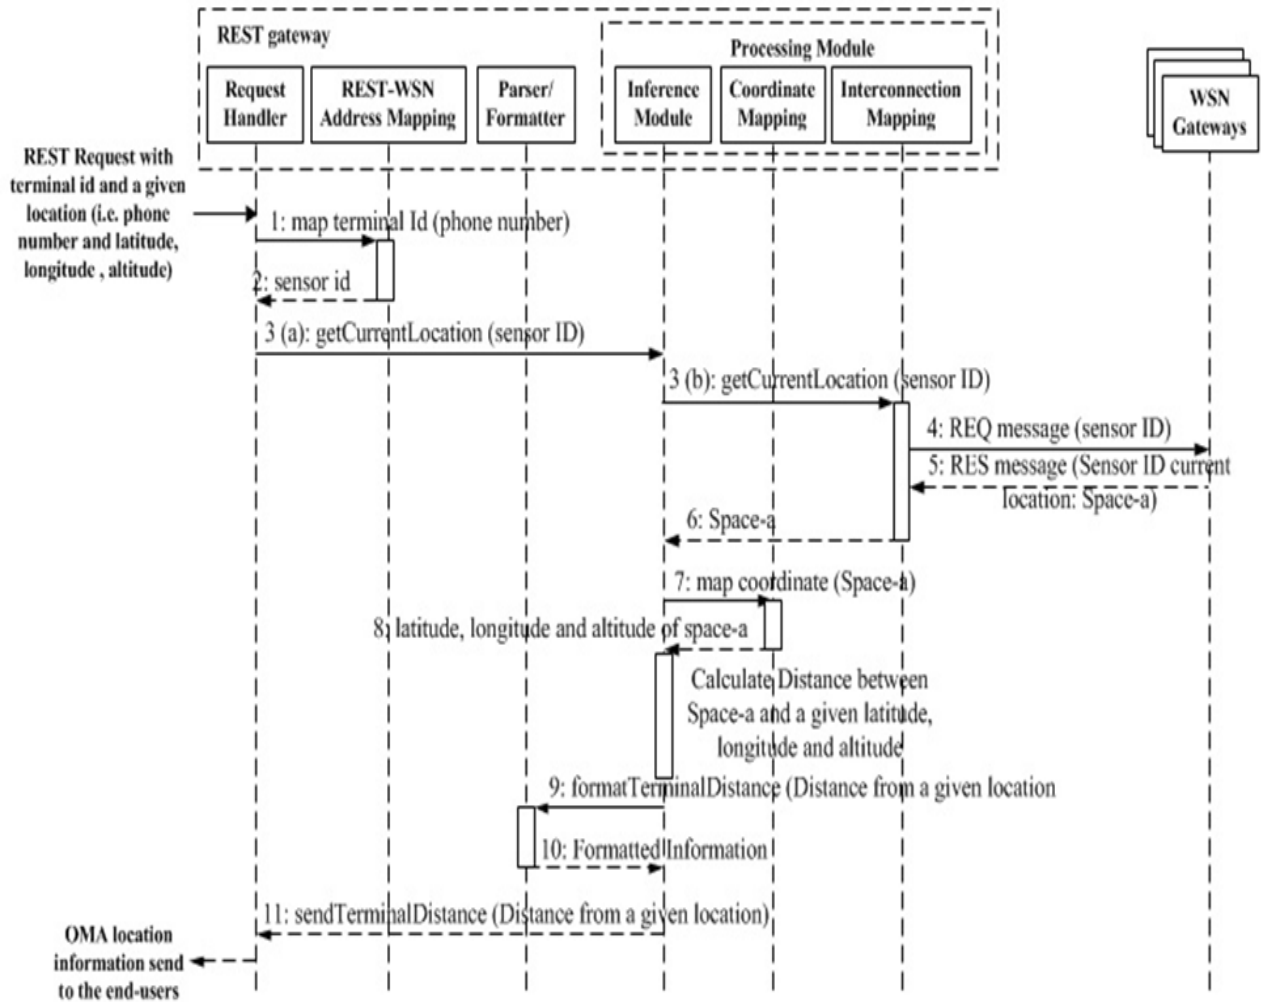 REST gateway
Processing Module
Request
Handler
REST-WSN
Address Mapping
Parser/
Formatter
Inference
Module
Coordinate
Mapping
Interconnection
Mapping
WSN
Gateways
REST Request with
terminal id and a given
location (i.e. phone
number and latitude,
longitude , altitude)
1: map terminal Id (phone number)
2: sensor id
3 (a): getCurrentLocation (sensor ID)
3 (b): getCurrentLocation (sensor ID)
4: REQ message (sensor ID)
5: RES message (Sensor ID current
location: Space-a)
6: Space-a
7: map coordinate (Space-a)
8: latitude, longitude and altitude of space-a
Calculate Distance between
Space-a and a given latitude,
longitude and altitude
9: formatTerminalDistance (Distance from a given location
10: Formatted Information
11: sendTerminalDistance (Distance from a given location)
OMA location
information send
to the end-users